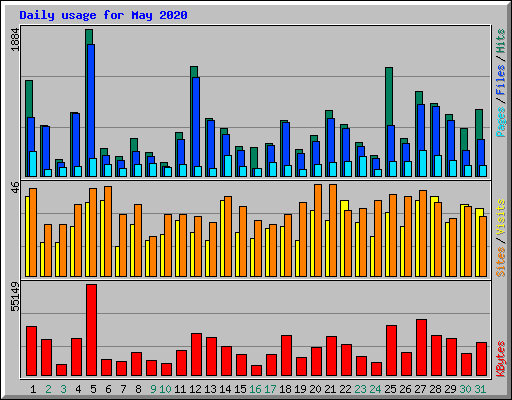 Daily usage for May 2020
1884
46
55149
Pages / Files / Hits
Sites / Visits
KBytes
1 2 3 4 5 6 7 8 9 10 11 12 13 14 15 16 17 18 19 20 21 22 23 24 25 26 27 28 29 30 31